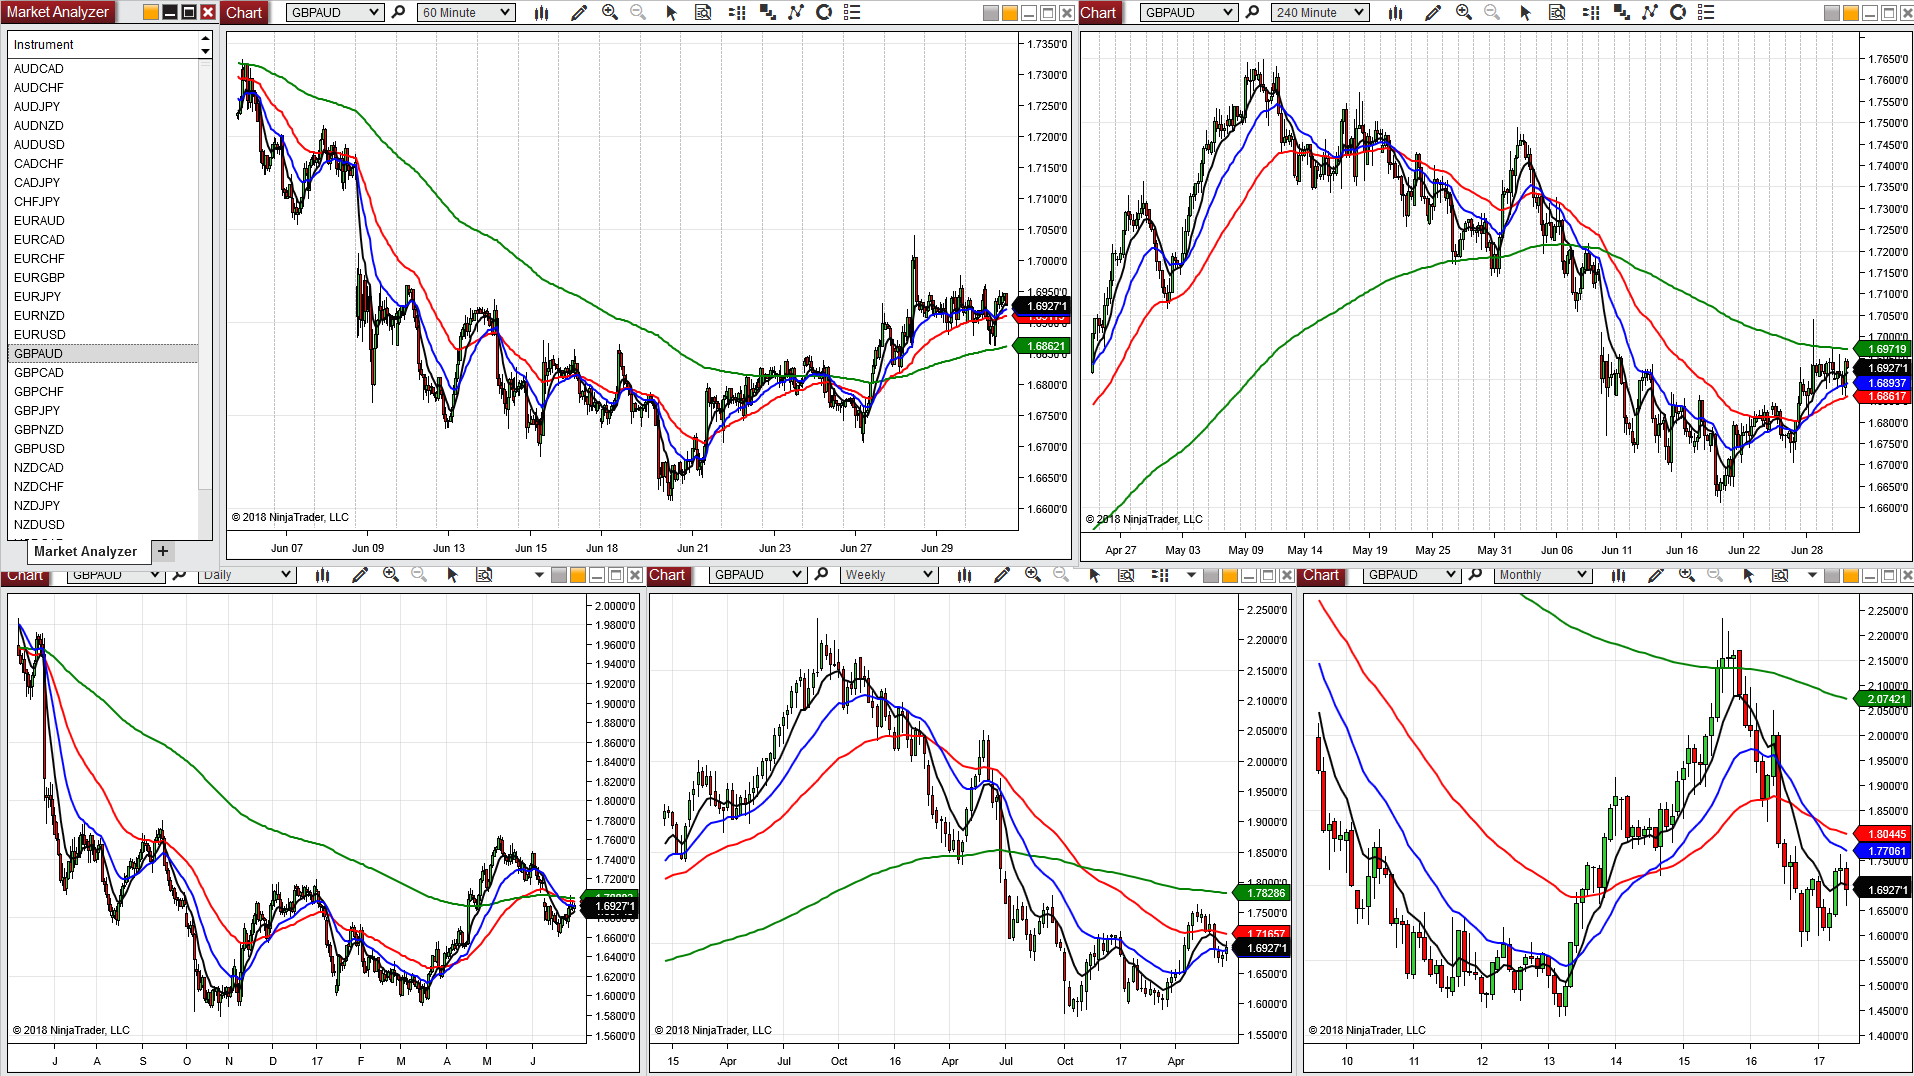 Market Analyzer
Instrument
AUDCAD
AUDCHF
AUDJPY
AUDNZD
AUDUSD
CADCHF
CADJPY
CHFJPY
EURAUD
EURCAD
EURCHF
EURGBP
EURJPY
EURNZD
EURUSD
GBPAUD
GBPCAD
GBPCHF
GBPJPY
GBPNZD
GBPUSD
NZDCAD
NZDCHF
NZDJPY
NZDUSD
Market Analyzer +
Chart GBPAUD 60 Minute
1.7350'0
1.7300'0
1.7250'0
1.7200'0
1.7150'0
1.7100'0
1.7050'0
1.7000'0
1.6950'0
1.6927'1
1.68621
1.6800'0
1.6750'0
1.6700'0
1.6650'0
1.6600'0
© 2018 NinjaTrader, LLC
Jun 07 Jun 09 Jun 13 Jun 15 Jun 18 Jun 21 Jun 23 Jun 27 Jun 29
Chart GBPAUD 240 Minute
1.7650'0
1.7600'0
1.7550'0
1.7500'0
1.7450'0
1.7400'0
1.7350'0
1.7300'0
1.7250'0
1.7200'0
1.7150'0
1.7100'0
1.7050'0
1.7000'0
1.69719
1.6927'1
1.68937
1.68617
1.6800'0
1.6750'0
1.6700'0
1.6650'0
1.6600'0
© 2018 NinjaTrader, LLC
Apr 27 May 03 May 09 May 14 May 19 May 25 May 31 Jun 06 Jun 11 Jun 16 Jun 22 Jun 28
Chart GBPAUD Daily
2.0000'0
1.9800'0
1.9600'0
1.9400'0
1.9200'0
1.9000'0
1.8800'0
1.8600'0
1.8400'0
1.8200'0
1.8000'0
1.7800'0
1.7600'0
1.7400'0
1.7200'0
1.6927'1
1.6600'0
1.6400'0
1.6200'0
1.6000'0
1.5800'0
1.5600'0
© 2018 NinjaTrader, LLC
J A S O N D 17 F M A M J
Chart GBPAUD Weekly
2.2500'0
2.2000'0
2.1500'0
2.1000'0
2.0500'0
2.0000'0
1.9500'0
1.9000'0
1.8500'0
1.78286
1.7500'0
1.71657
1.6927'1
1.6500'0
1.6000'0
1.5500'0
© 2018 NinjaTrader, LLC
15 Apr Jul Oct 16 Apr Jul Oct 17 Apr
Chart GBPAUD Monthly
2.2500'0
2.2000'0
2.1500'0
2.1000'0
2.07421
2.0500'0
2.0000'0
1.9500'0
1.9000'0
1.8500'0
1.80445
1.77061
1.7500'0
1.6927'1
1.6500'0
1.6000'0
1.5500'0
1.5000'0
1.4500'0
1.4000'0
© 2018 NinjaTrader, LLC
10 11 12 13 14 15 16 17